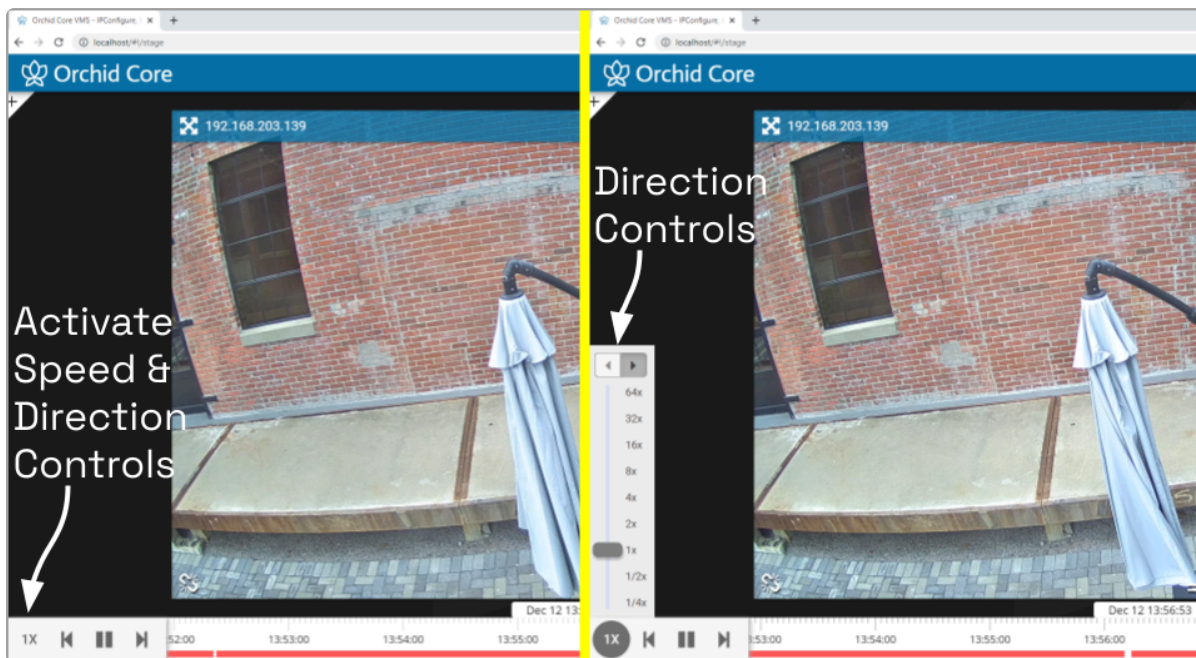 Orchid Core VMS - IPConfigure,
localhost/#!/stage
Orchid Core
192.168.203.139
Activate
Speed &
Direction
Controls
Dec 12 13:
1X
52:00
13:53:00
13:54:00
13:55:00
Orchid Core VMS - IPConfigure,
localhost/#!/stage
Orchid Core
192.168.203.139
Direction
Controls
64x
32x
16x
8x
4x
2x
1x
1/2x
1/4x
Dec 12 13:56:53
1X
:53:00
13:54:00
13:55:00
13:56:00